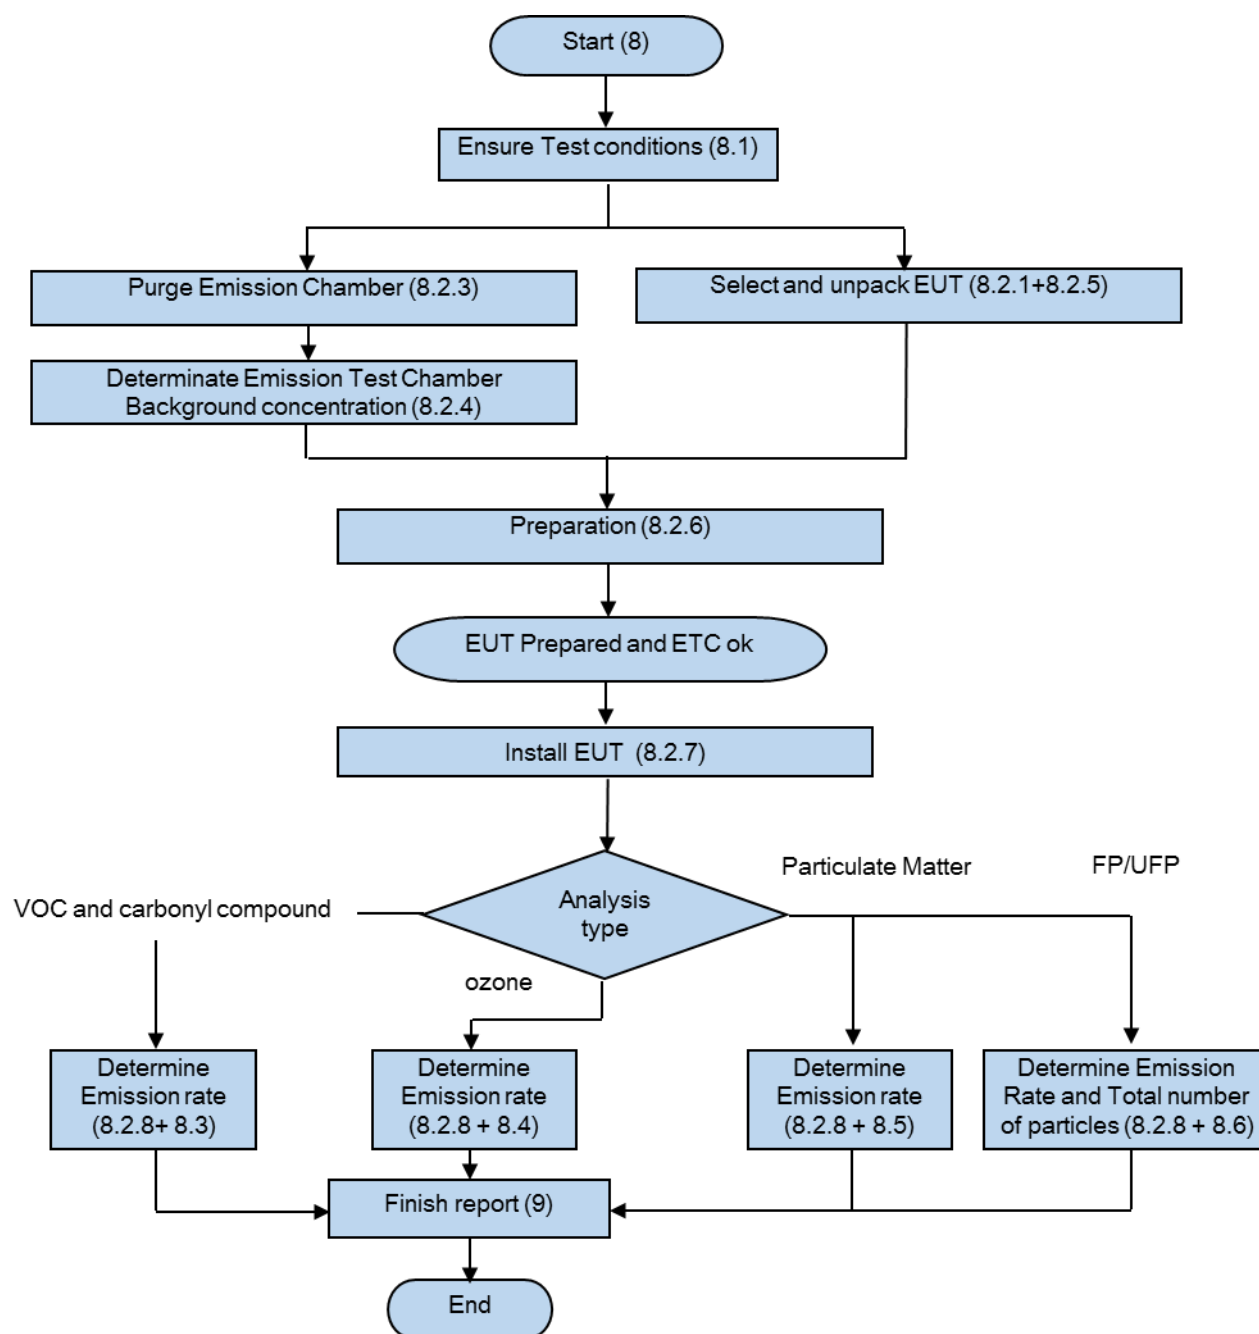 Start (8)
Ensure Test conditions (8.1)
Purge Emission Chamber (8.2.3)
Select and unpack EUT (8.2.1+8.2.5)
Determinate Emission Test Chamber
Background concentration (8.2.4)
Preparation (8.2.6)
EUT Prepared and ETC ok
Install EUT (8.2.7)
Analysis
type
VOC and carbonyl compound
ozone
Particulate Matter
FP/UFP
Determine
Emission rate
(8.2.8+ 8.3)
Determine
Emission rate
(8.2.8 + 8.4)
Determine
Emission rate
(8.2.8 + 8.5)
Determine Emission
Rate and Total number
of particles (8.2.8 + 8.6)
Finish report (9)
End